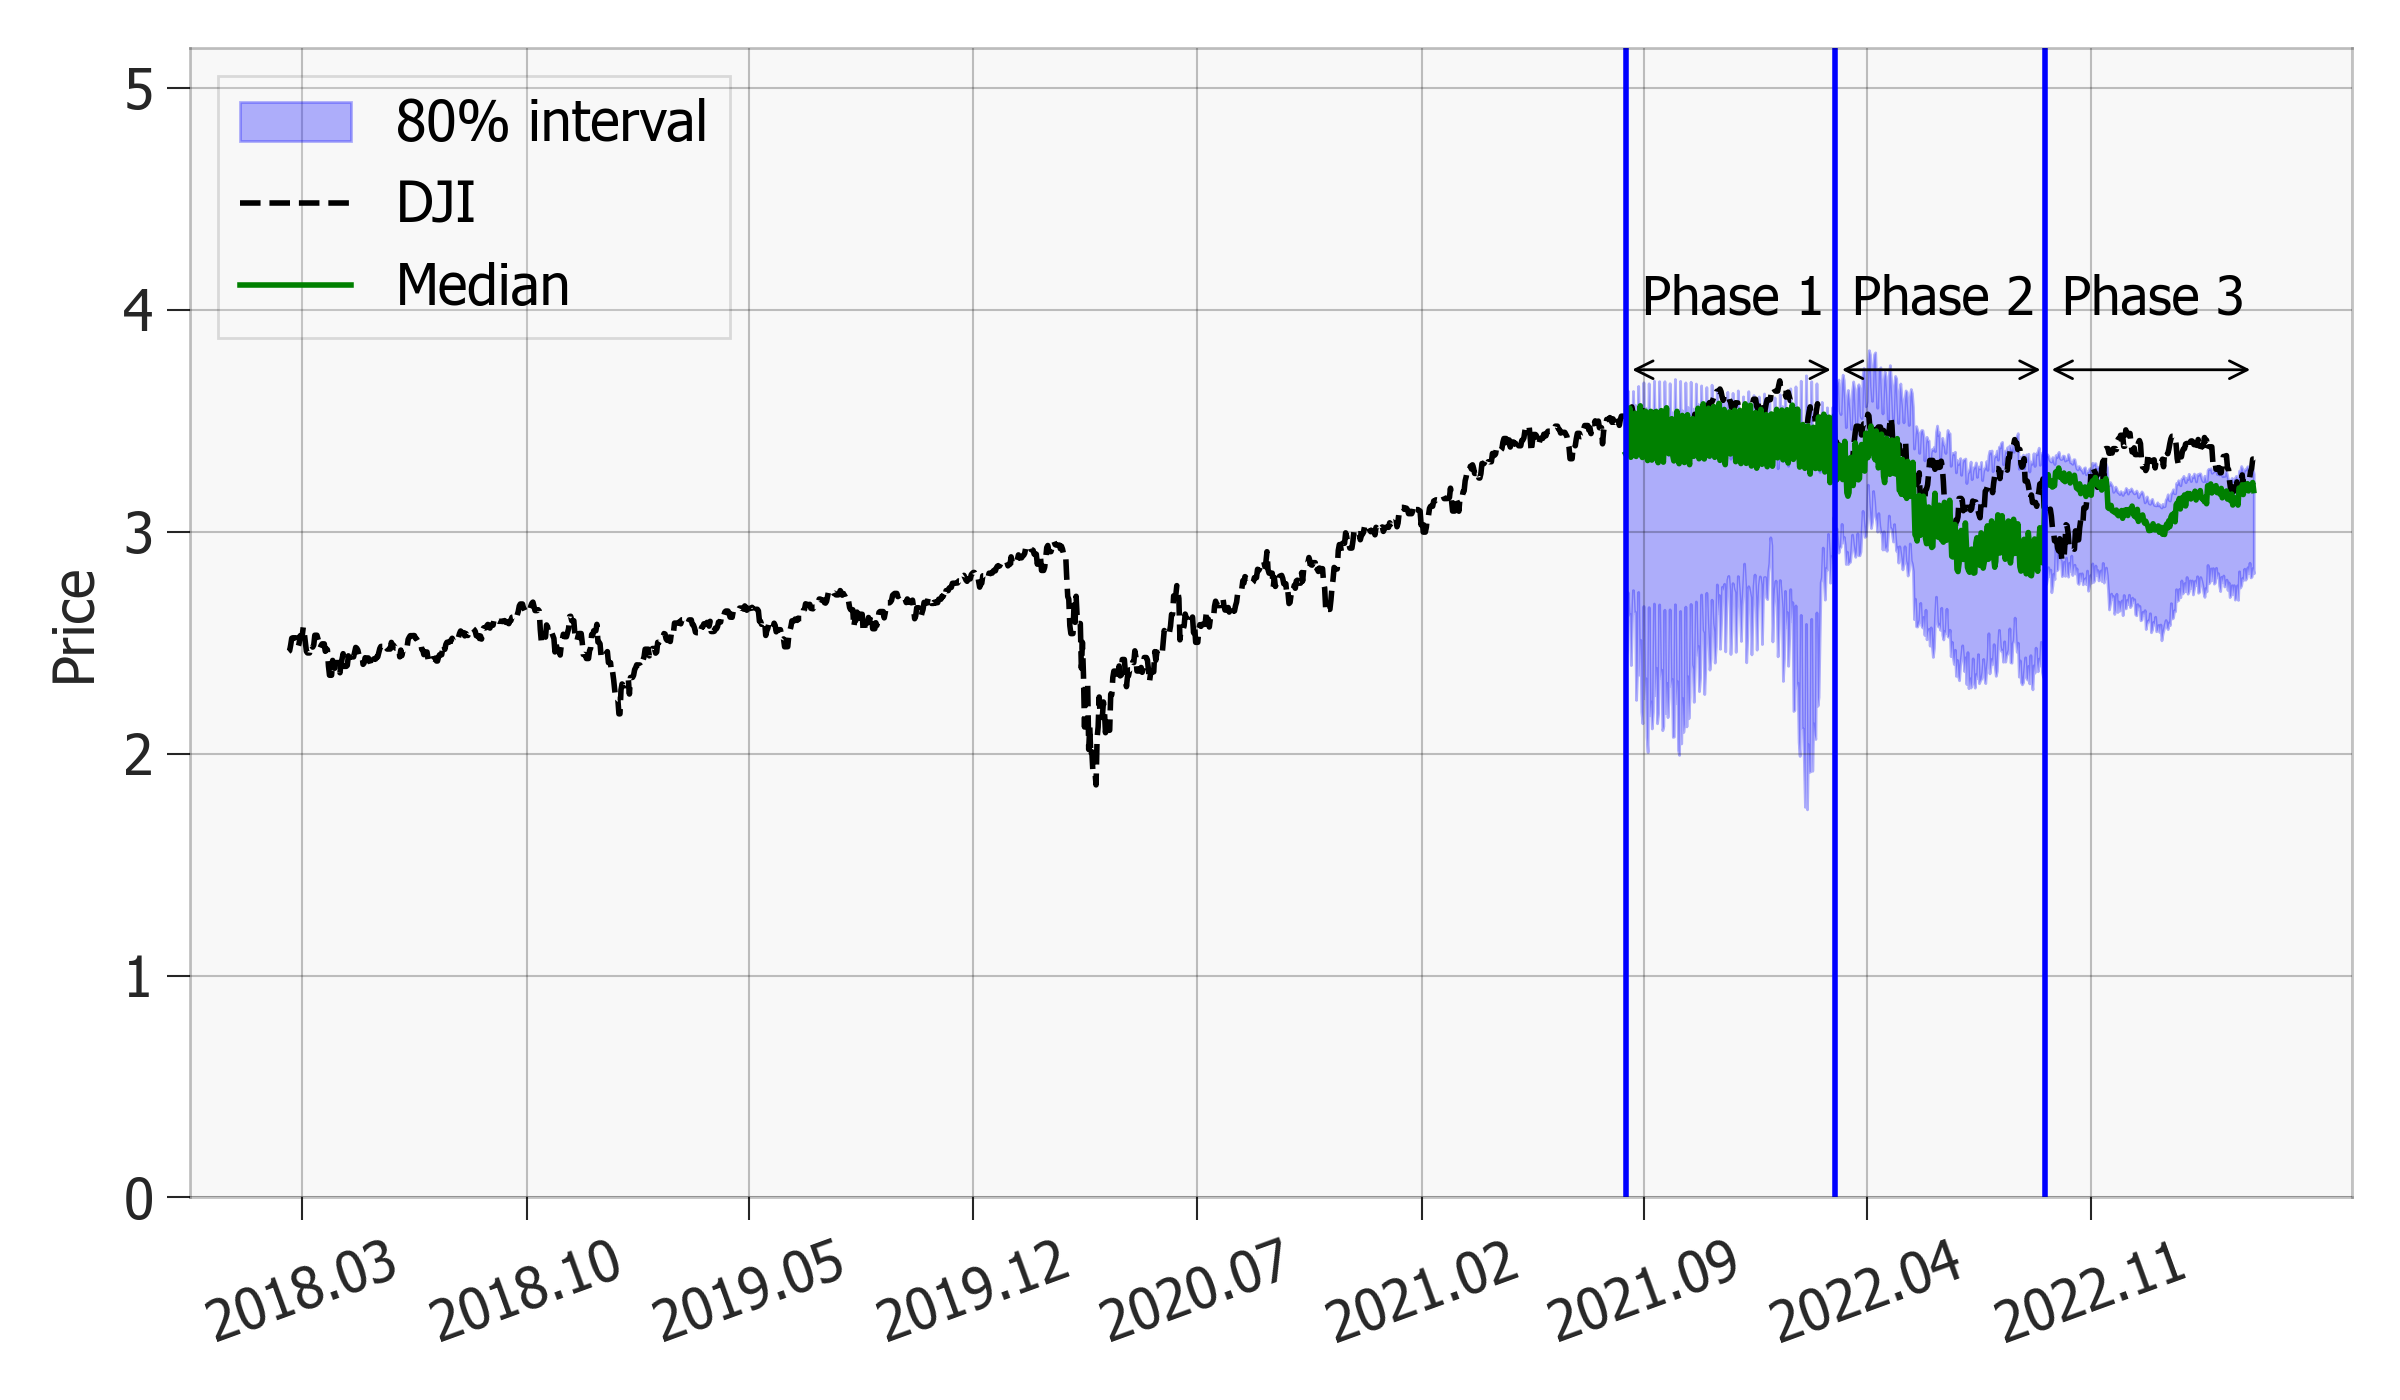 80% interval
DJI
Median
Phase 1
Phase 2
Phase 3
Price
5
4
3
2
1
0
2018.03
2018.10
2019.05
2019.12
2020.07
2021.02
2021.09
2022.04
2022.11